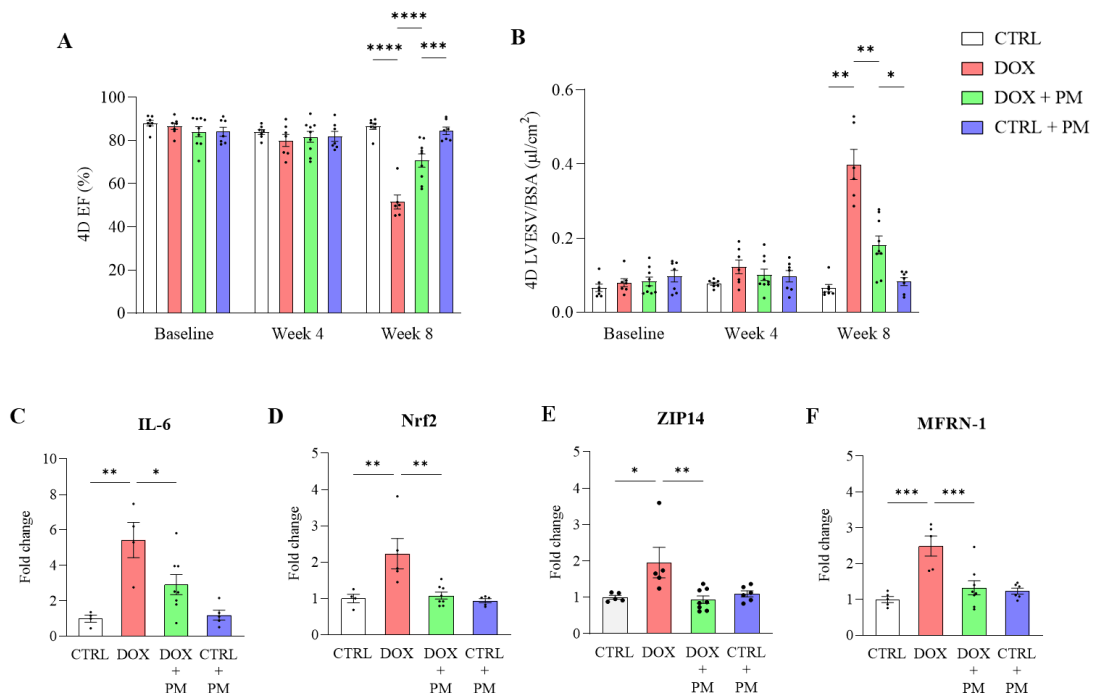 A
B
CTRL
DOX
DOX + PM
CTRL + PM
**** **** ***
** ** *
4D EF (%)
100
80
60
40
20
0
Baseline Week 4 Week 8
4D LVESV/BSA (µl/cm²)
0.6
0.4
0.2
0.0
Baseline Week 4 Week 8
C
IL-6
** *
Fold change
10
8
6
4
2
0
CTRL DOX DOX + PM CTRL + PM
D
Nrf2
** **
Fold change
5
4
3
2
1
0
CTRL DOX DOX + PM CTRL + PM
E
ZIP14
* **
Fold change
5
4
3
2
1
0
CTRL DOX DOX + PM CTRL + PM
F
MFRN-1
*** ***
Fold change
5
4
3
2
1
0
CTRL DOX DOX + PM CTRL + PM